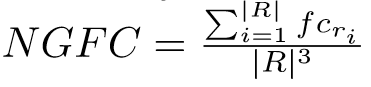 $NGFC = \frac{\sum_{i=1}^{|R|} fc_{r_i}}{|R|^3}$